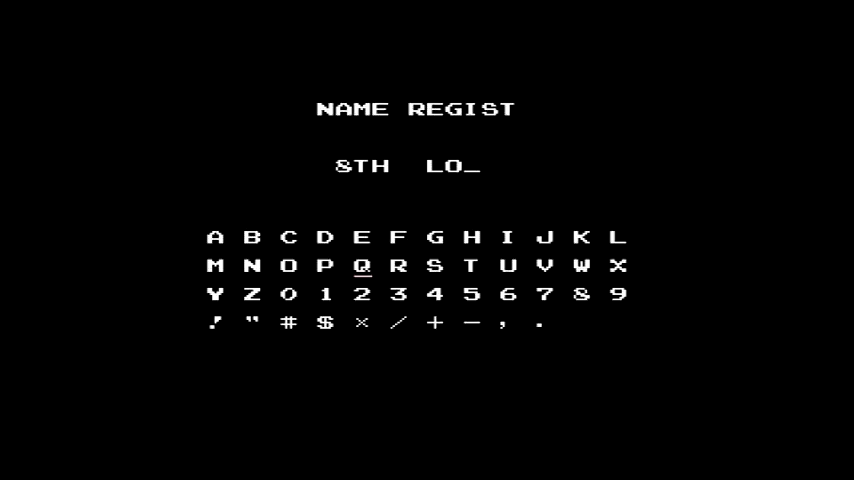 NAME REGIST
8TH LO_
A B C D E F G H I J K L
M N O P Q R S T U V W X
Y Z 0 1 2 3 4 5 6 7 8 9
! " # $ × / + - , .